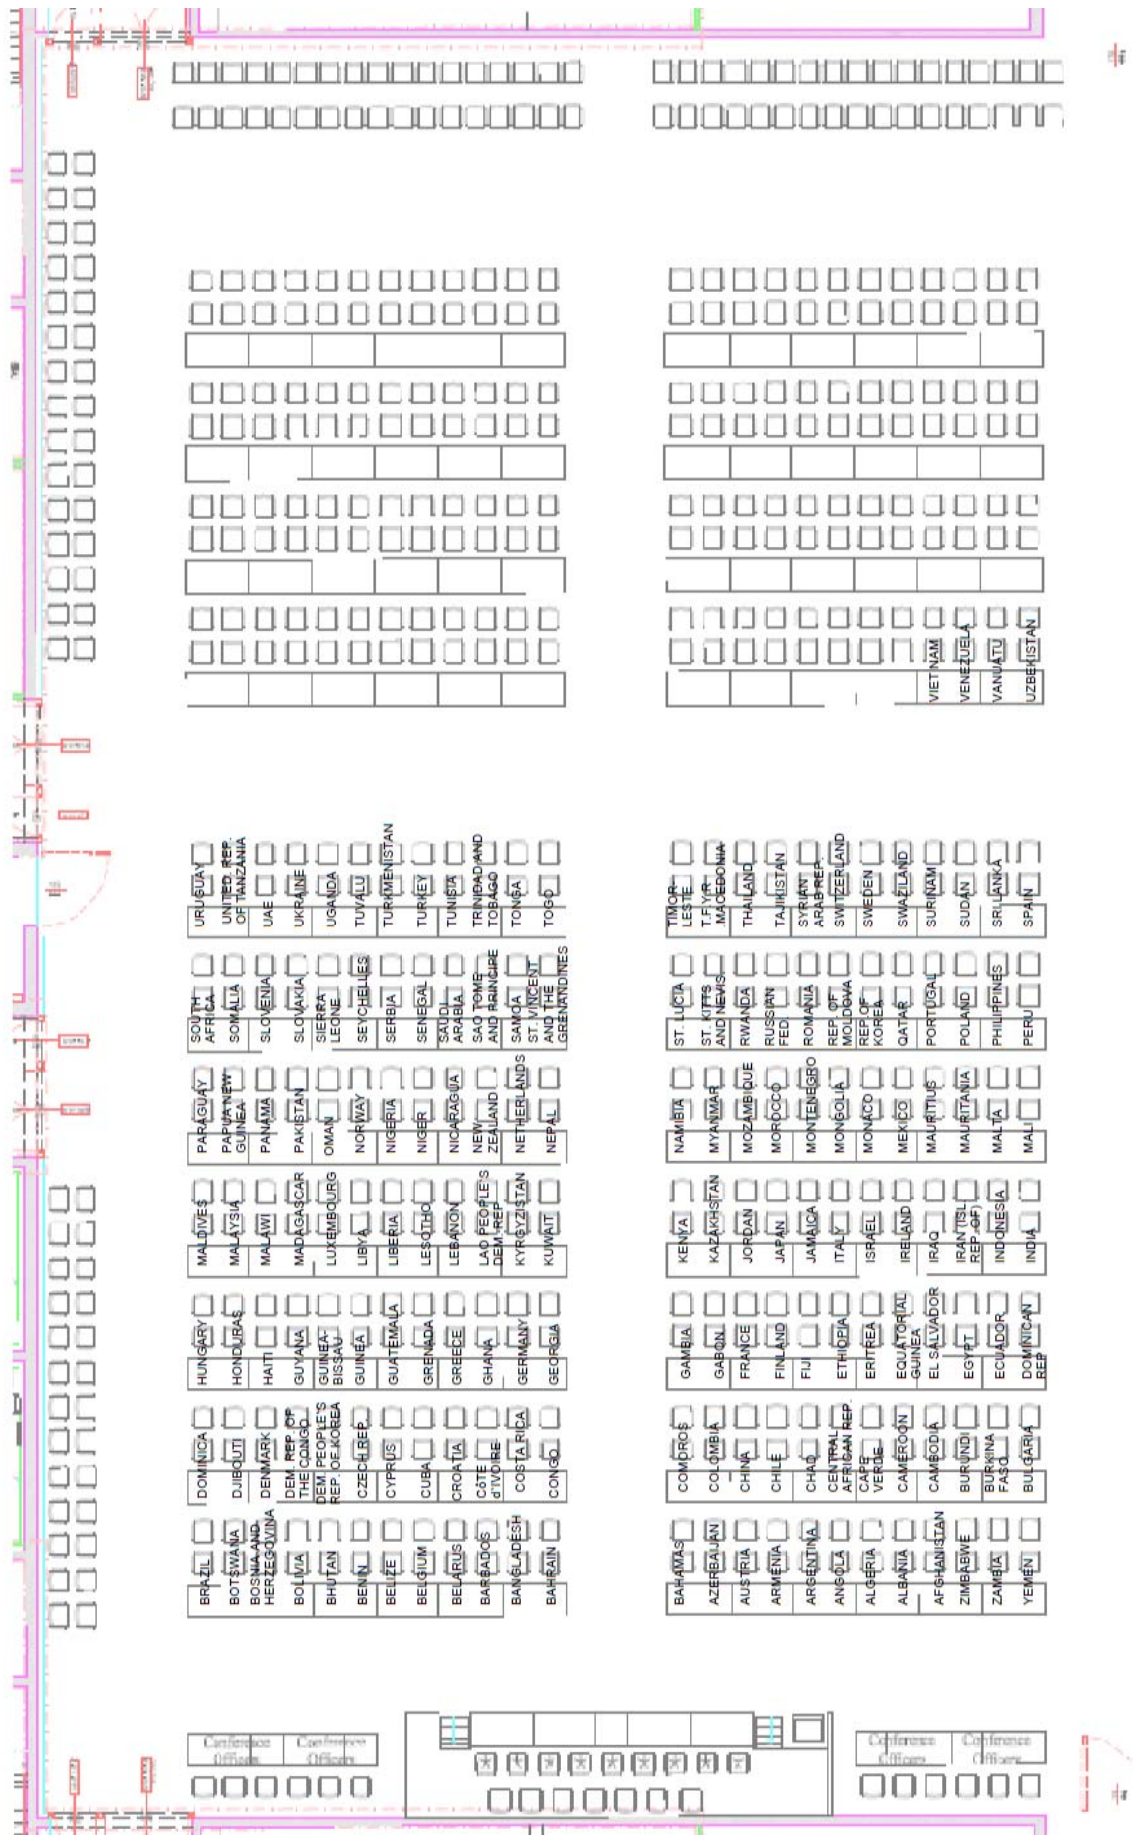 VIETNAM
VENEZUELA
VANUATU
UZBEKISTAN
URUGUAY
UNITED REP.
OF TANZANIA
UAE
UKRAINE
UGANDA
TUVALU
TURKMENISTAN
TURKEY
TUNISIA
TRINIDAD AND
TOBAGO
TONGA
TOGO
TIMOR-
LESTE
T.F.Y.R
MACEDONIA
THAILAND
TAJIKISTAN
SYRIAN
ARAB REP.
SWITZERLAND
SWEDEN
SWAZILAND
SURINAM
SUDAN
SRI LANKA
SPAIN
SOUTH
AFRICA
SOMALIA
SLOVENIA
SLOVAKIA
SIERRA
LEONE
SEYCHELLES
SERBIA
SENEGAL
SAUDI
ARABIA
SAO TOME
AND PRINCIPE
SAMOA
ST. VINCENT
AND THE
GRENANDINES
ST. LUCIA
ST. KITTS
AND NEVIS
RWANDA
RUSSIAN
FED.
ROMANIA
REP. OF
MOLDOVA
REP. OF
KOREA
QATAR
PORTUGAL
POLAND
PHILIPPINES
PERU
PARAGUAY
PAPUA NEW
GUINEA
PANAMA
PAKISTAN
OMAN
NORWAY
NIGERIA
NIGER
NICARAGUA
NEW
ZEALAND
NETHERLANDS
NEPAL
NAMIBIA
MYANMAR
MOZAMBIQUE
MOROCCO
MONTENEGRO
MONGOLIA
MONACO
MEXICO
MAURITIUS
MAURITANIA
MALTA
MALI
MALDIVES
MALAYSIA
MALAWI
MADAGASCAR
LUXEMBOURG
LIBYA
LIBERIA
LESOTHO
LEBANON
LAO PEOPLE'S
DEM. REP
KYRGYZISTAN
KUWAIT
KENYA
KAZAKHSTAN
JORDAN
JAPAN
JAMAICA
ITALY
ISRAEL
IRELAND
IRAQ
IRAN (ISL.
REP. OF)
INDONESIA
INDIA
HUNGARY
HONDURAS
HAITI
GUYANA
GUINEA-
BISSAU
GUINEA
GUATEMALA
GRENADA
GREECE
GHANA
GERMANY
GEORGIA
GAMBIA
GABON
FRANCE
FINLAND
FIJI
ETHIOPIA
ERITREA
EQUATORIAL
GUINEA
EL SALVADOR
EGYPT
ECUADOR
DOMINICAN
REP.
DOMINICA
DJIBOUTI
DENMARK
DEM. REP. OF
THE CONGO
DEM. PEOPLE'S
REP. OF KOREA
CZECH REP.
CYPRUS
CUBA
CROATIA
CôTE
d'IVOIRE
COSTA RICA
CONGO
COMOROS
COLOMBIA
CHINA
CHILE
CHAD
CENTRAL
AFRICAN REP.
CAPE
VERDE
CAMEROON
CAMBODIA
BURUNDI
BURKINA
FASO
BULGARIA
BRAZIL
BOTSWANA
BOSNIA AND
HERZEGOVINA
BOLIVIA
BHUTAN
BENIN
BELIZE
BELGIUM
BELARUS
BARBADOS
BANGLADESH
BAHRAIN
BAHAMAS
AZERBAIJAN
AUSTRIA
ARMENIA
ARGENTINA
ANGOLA
ALGERIA
ALBANIA
AFGHANISTAN
ZIMBABWE
ZAMBIA
YEMEN
Conference
Officers
Conference
Officers
Conference
Officers
Conference
Officers